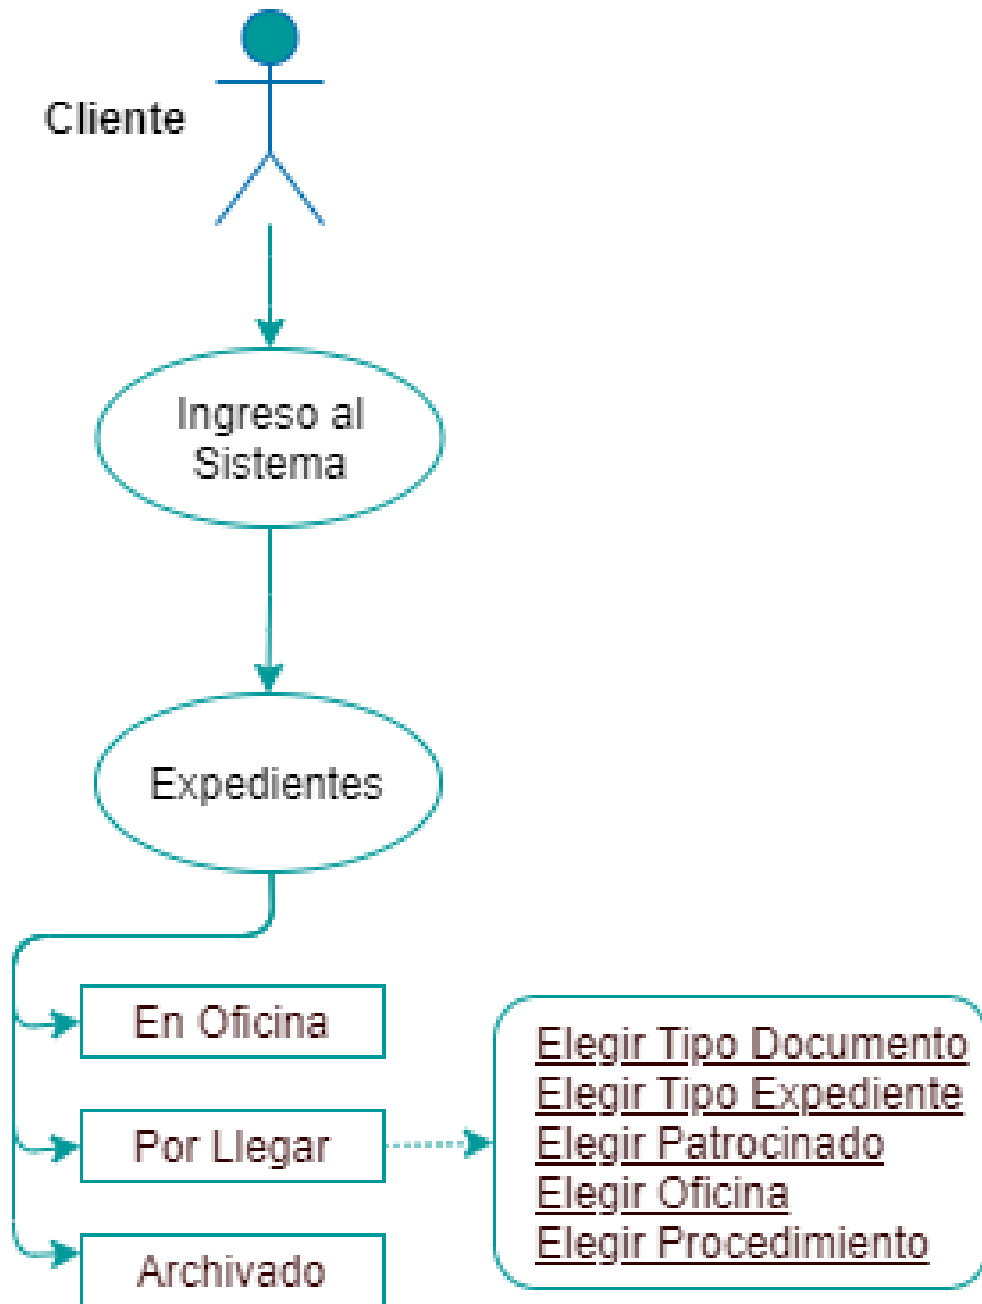 Cliente
Ingreso al
Sistema
Expedientes
En Oficina
Por Llegar
Archivado
Elegir Tipo Documento
Elegir Tipo Expediente
Elegir Patrocinado
Elegir Oficina
Elegir Procedimiento